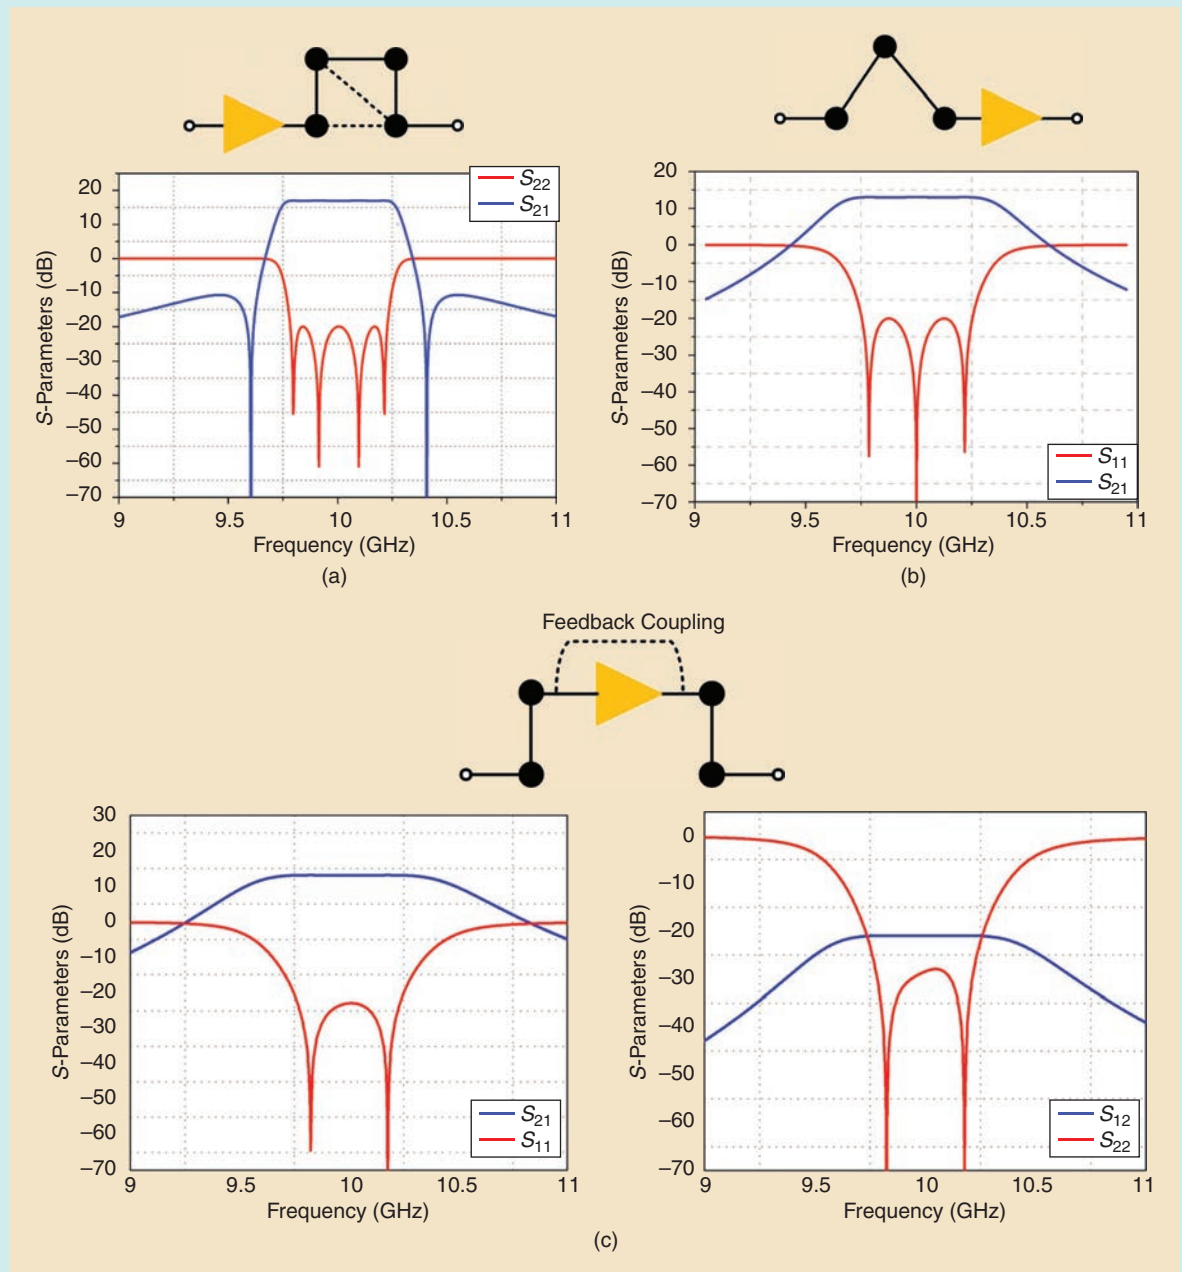 S22
S21
20
10
0
–10
–20
–30
–40
–50
–60
–70
S-Parameters (dB)
9
9.5
10
10.5
11
Frequency (GHz)
(a)
20
10
0
–10
–20
–30
–40
–50
–60
–70
S-Parameters (dB)
S11
S21
9
9.5
10
10.5
11
Frequency (GHz)
(b)
Feedback Coupling
30
20
10
0
–10
–20
–30
–40
–50
–60
–70
S-Parameters (dB)
S21
S11
9
9.5
10
10.5
11
Frequency (GHz)
0
–10
–20
–30
–40
–50
–60
–70
S-Parameters (dB)
S12
S22
9
9.5
10
10.5
11
Frequency (GHz)
(c)